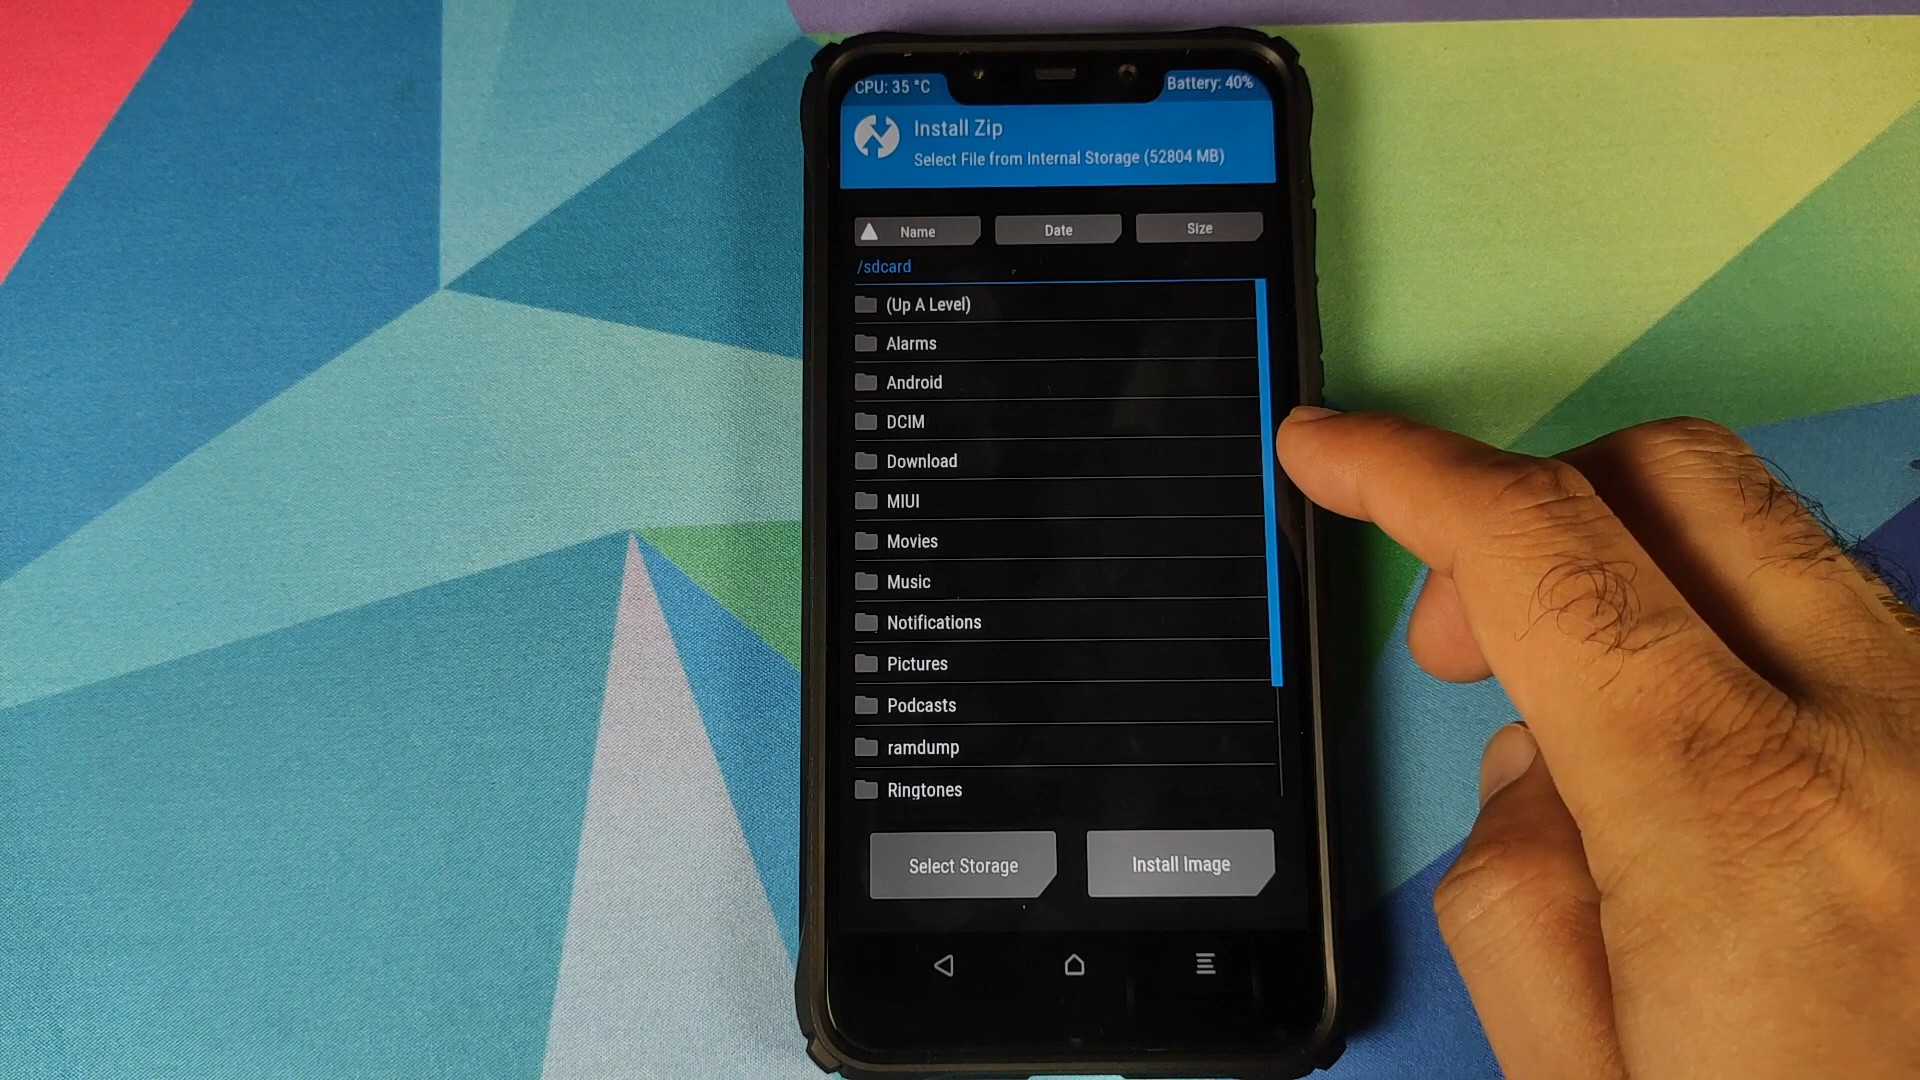 CPU: 35 °C
Battery: 40%
Install Zip
Select File from Internal Storage (52804 MB)
Name
Date
Size
/sdcard
(Up A Level)
Alarms
Android
DCIM
Download
MIUI
Movies
Music
Notifications
Pictures
Podcasts
ramdump
Ringtones
Select Storage
Install Image